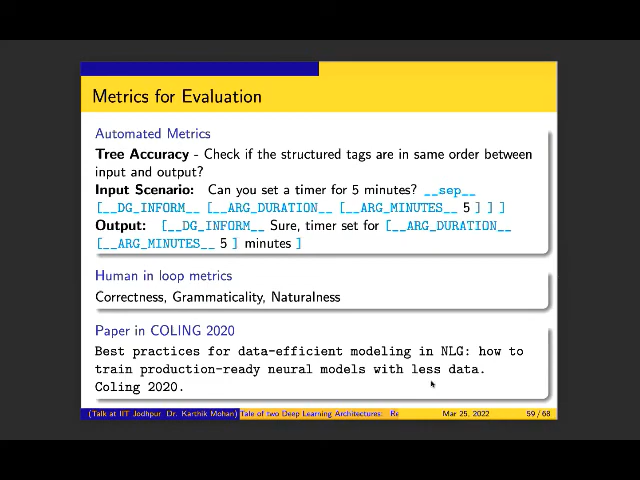 Metrics for Evaluation
Automated Metrics
Tree Accuracy - Check if the structured tags are in same order between
input and output?
Input Scenario: Can you set a timer for 5 minutes? __sep__
[__DG_INFORM__ [__ARG_DURATION__ [__ARG_MINUTES__ 5 ] ] ]
Output: [__DG_INFORM__ Sure, timer set for [__ARG_DURATION__
[__ARG_MINUTES__ 5 ] minutes ]
Human in loop metrics
Correctness, Grammaticality, Naturalness
Paper in COLING 2020
Best practices for data-efficient modeling in NLG: how to
train production-ready neural models with less data.
Coling 2020.
(Talk at IIT Jodhpur. Dr. Karthik Mohan) Tale of two Deep Learning Architectures: Re Mar 25, 2022 59 / 68